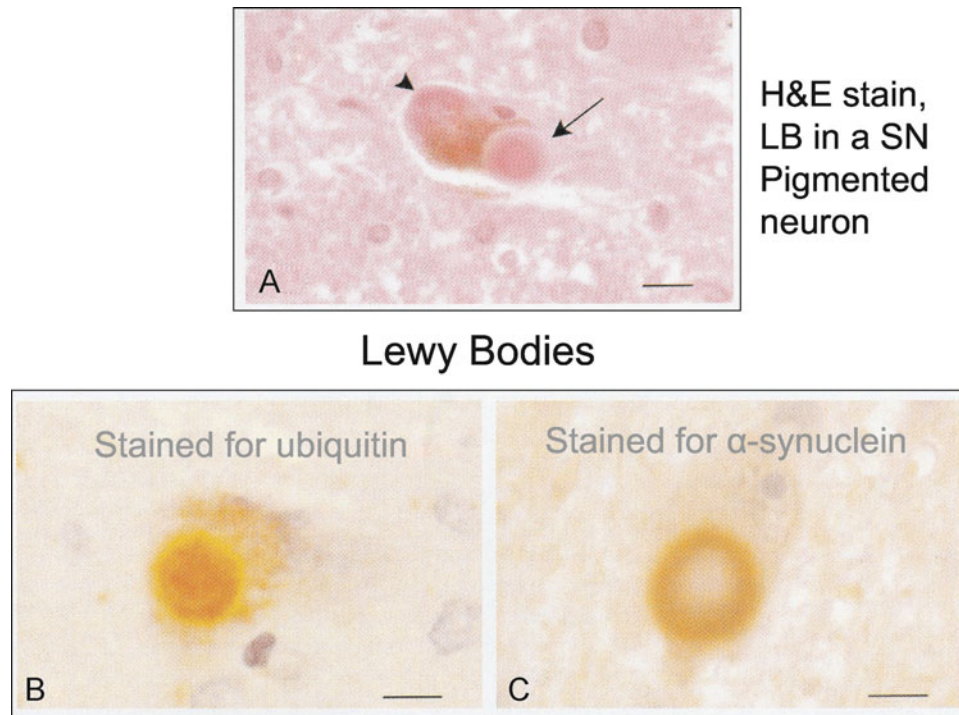 H&E stain,
LB in a SN
Pigmented
neuron
A
Lewy Bodies
Stained for ubiquitin
Stained for α-synuclein
B
C